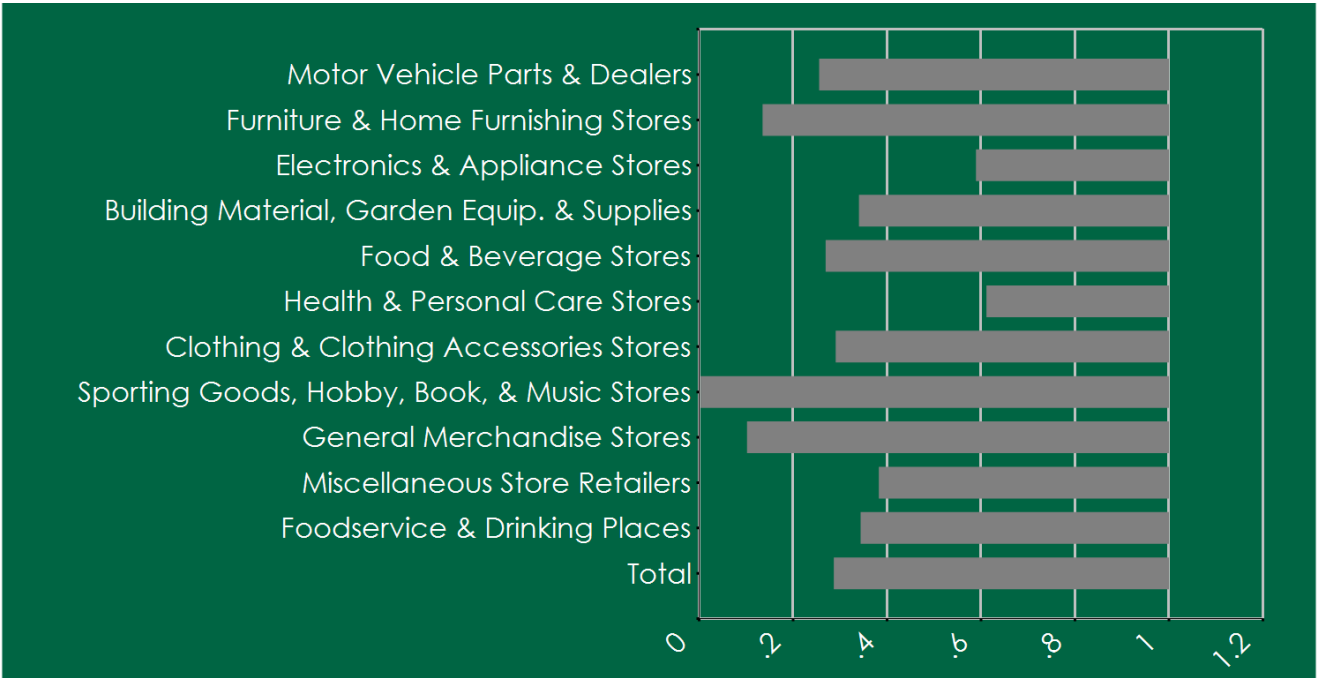 Motor Vehicle Parts & Dealers
Furniture & Home Furnishing Stores
Electronics & Appliance Stores
Building Material, Garden Equip. & Supplies
Food & Beverage Stores
Health & Personal Care Stores
Clothing & Clothing Accessories Stores
Sporting Goods, Hobby, Book, & Music Stores
General Merchandise Stores
Miscellaneous Store Retailers
Foodservice & Drinking Places
Total
0 .2 .4 .6 .8 1 1.2